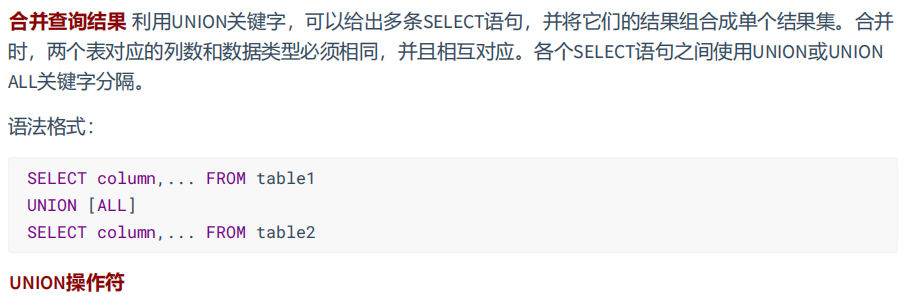 合并查询结果 利用UNION关键字，可以给出多条SELECT语句，并将它们的结果组合成单个结果集。合并
时，两个表对应的列数和数据类型必须相同，并且相互对应。各个SELECT语句之间使用UNION或UNION
ALL关键字分隔。
语法格式：
SELECT column,... FROM table1
UNION [ALL]
SELECT column,... FROM table2
UNION操作符